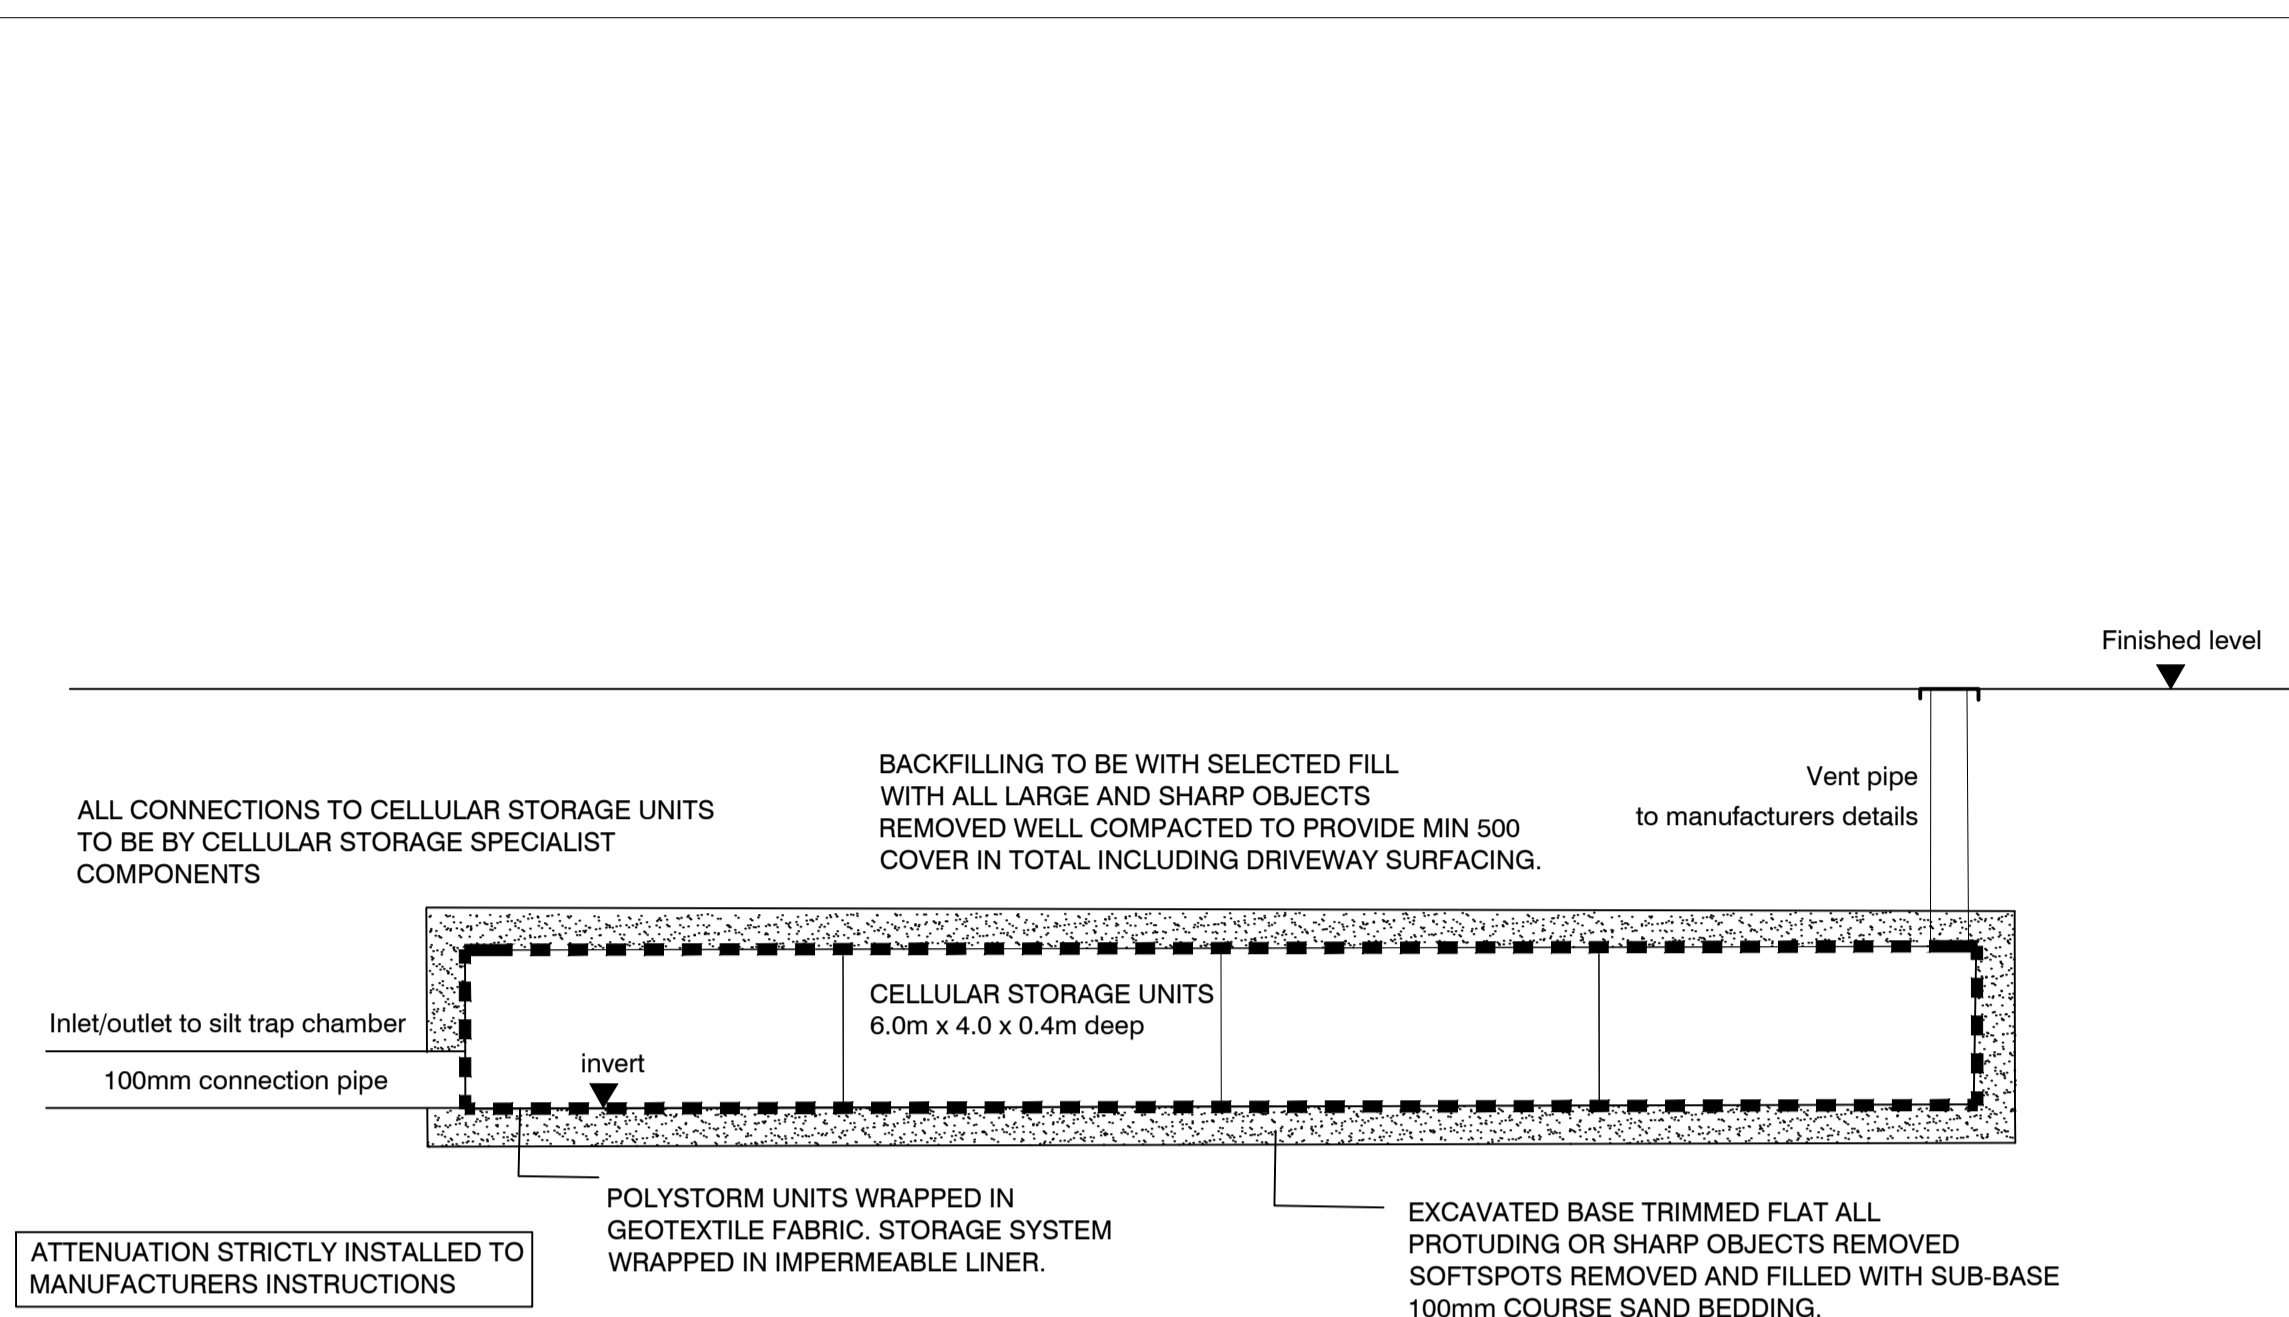 Finished level
BACKFILLING TO BE WITH SELECTED FILL
WITH ALL LARGE AND SHARP OBJECTS
REMOVED WELL COMPACTED TO PROVIDE MIN 500
COVER IN TOTAL INCLUDING DRIVEWAY SURFACING.
Vent pipe
to manufacturers details
ALL CONNECTIONS TO CELLULAR STORAGE UNITS
TO BE BY CELLULAR STORAGE SPECIALIST
COMPONENTS
CELLULAR STORAGE UNITS
6.0m x 4.0 x 0.4m deep
Inlet/outlet to silt trap chamber
100mm connection pipe
invert
POLYSTORM UNITS WRAPPED IN
GEOTEXTILE FABRIC. STORAGE SYSTEM
WRAPPED IN IMPERMEABLE LINER.
EXCAVATED BASE TRIMMED FLAT ALL
PROTUDING OR SHARP OBJECTS REMOVED
SOFTSPOTS REMOVED AND FILLED WITH SUB-BASE
100mm COURSE SAND BEDDING.
ATTENUATION STRICTLY INSTALLED TO
MANUFACTURERS INSTRUCTIONS